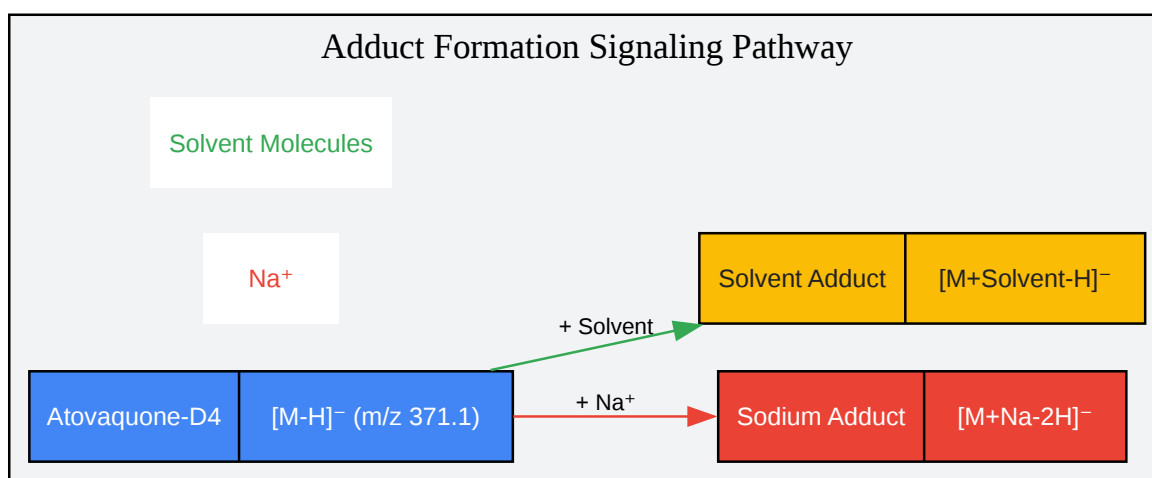 Adduct Formation Signaling Pathway
Solvent Molecules
Na⁺
Solvent Adduct [M+Solvent-H]⁻
+ Solvent
Atovaquone-D4 [M-H]⁻ (m/z 371.1)
+ Na⁺
Sodium Adduct [M+Na-2H]⁻